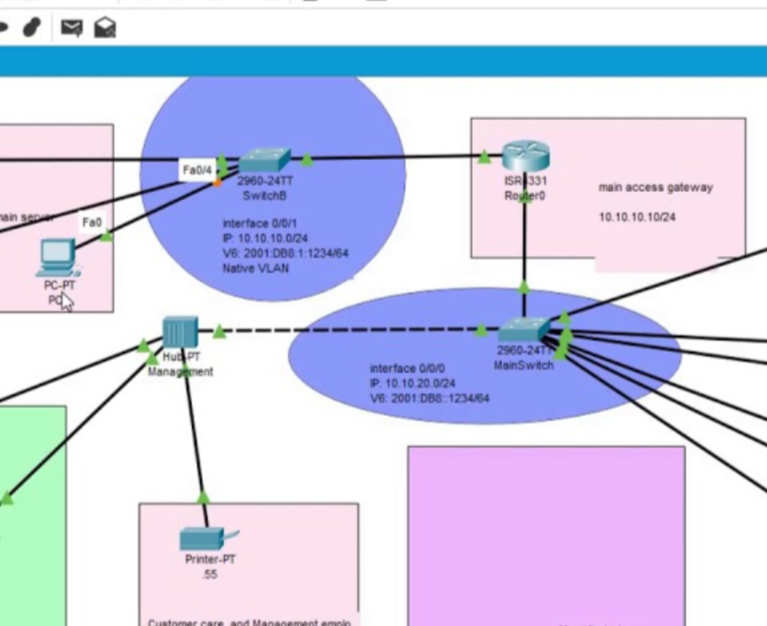 Fa0/4
2960-24TT
SwitchB
interface 0/0/1
IP: 10.10.10.0/24
V6: 2001:DB8:1:1234/64
Native VLAN
Router0
main access gateway
10.10.10.10/24
server
Fa0
PC-PT
Hub-PT
Management
2960-24TT
MainSwitch
interface 0/0/0
IP: 10.10.20.0/24
V6: 2001:DB8::1234/64
Printer-PT
.55
Customer care, and Management emplo